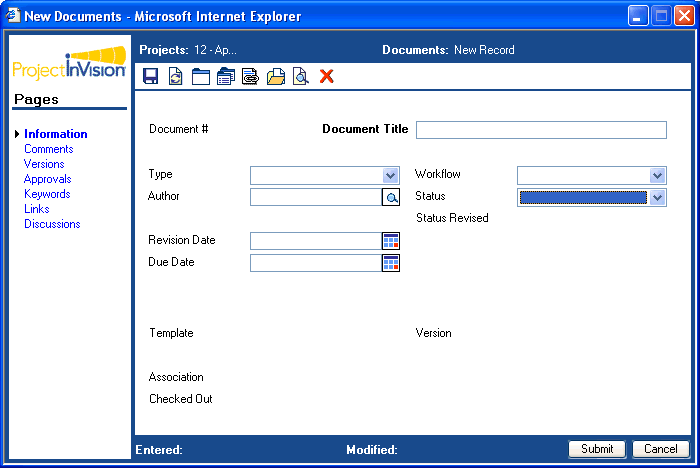 New Documents - Microsoft Internet Explorer
Projects: 12 - Ap... Documents: New Record
ProjectinVision
Pages
Information
Comments
Versions
Approvals
Keywords
Links
Discussions
Document # Document Title
Type Workflow
Author Status
Status Revised
Revision Date
Due Date
Template Version
Association
Checked Out
Entered: Modified: Submit Cancel